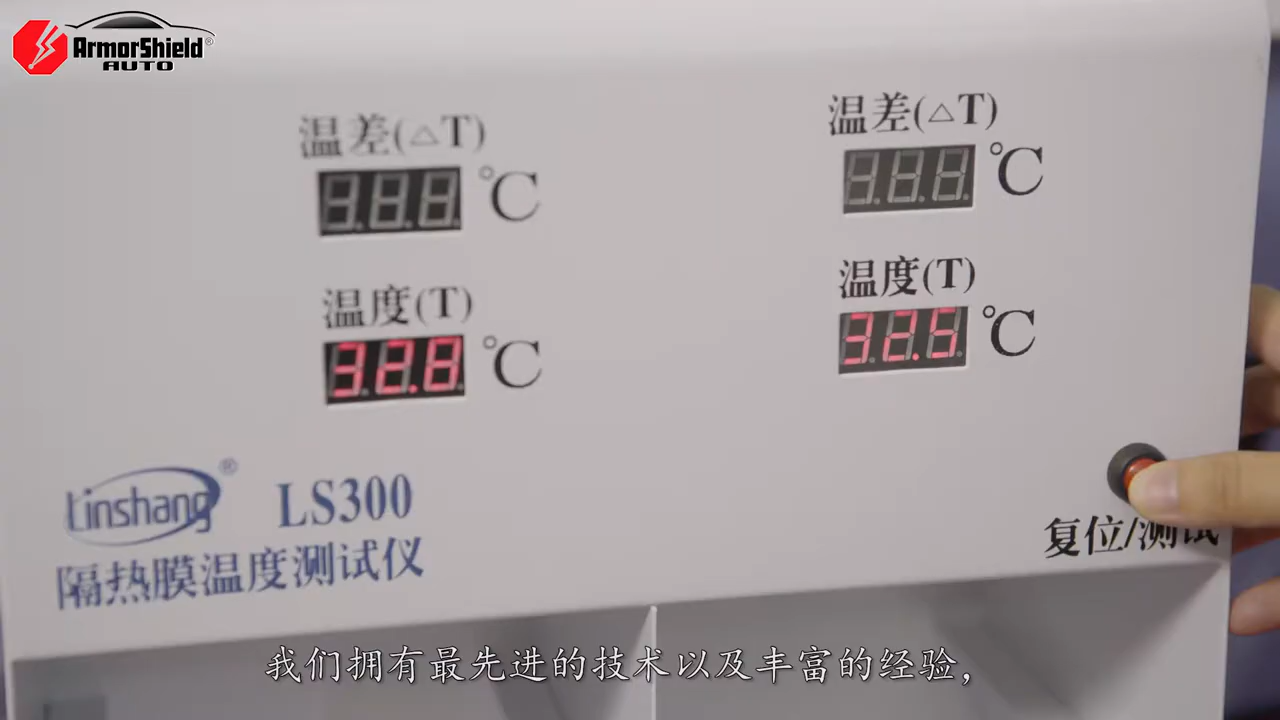 ArmorShield®
AUTO
温差(△T)
℃
温度(T)
32.8 ℃
温差(△T)
℃
温度(T)
32.5 ℃
Linshang® LS300
隔热膜温度测试仪
复位/测试
我们拥有最先进的技术以及丰富的经验，